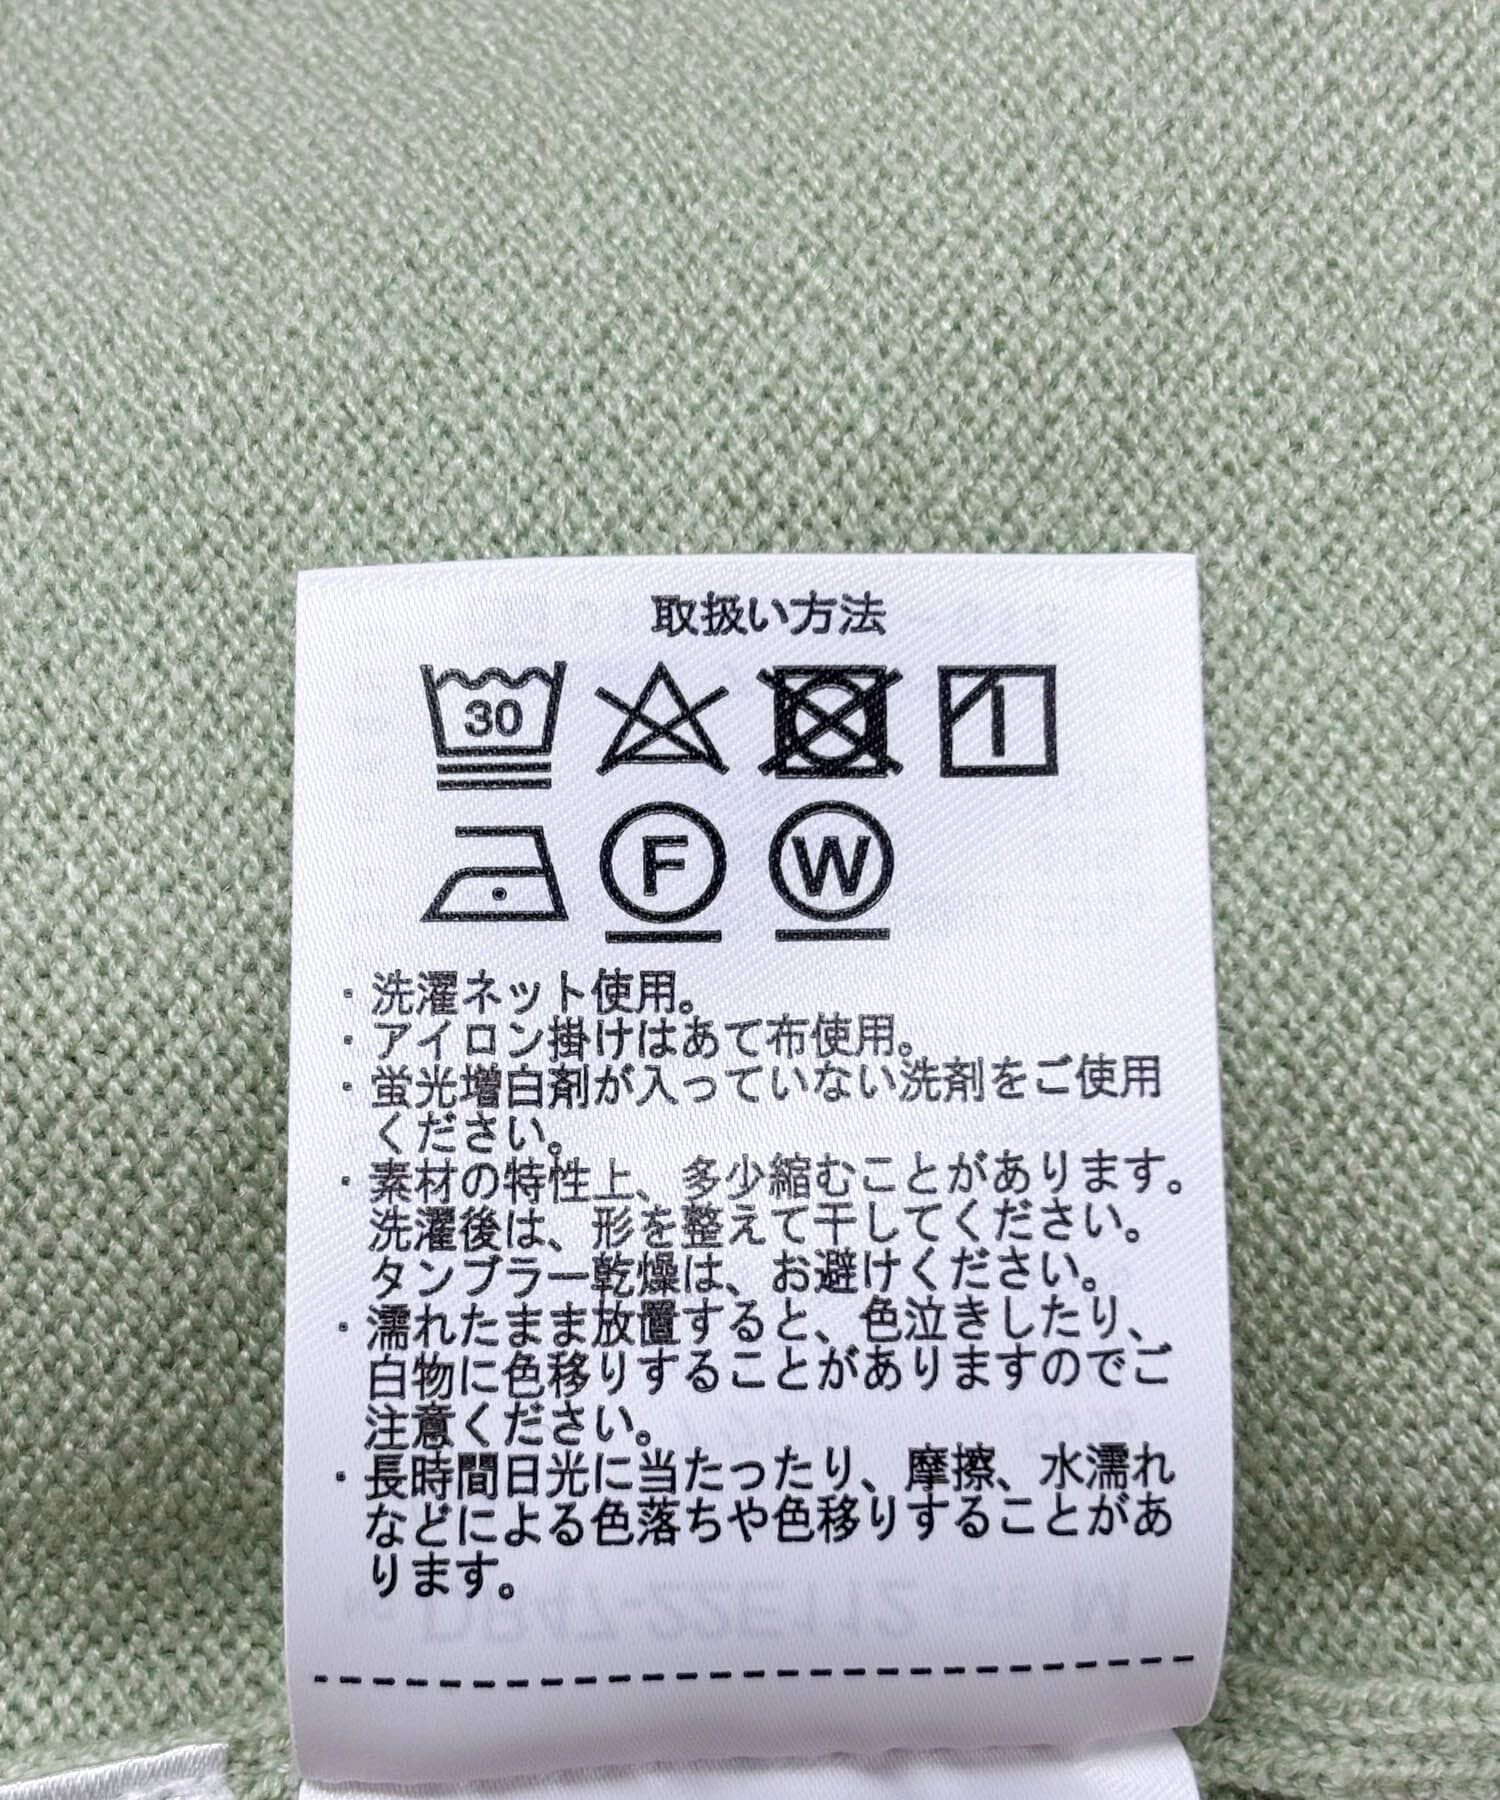 取扱い方法
30
F W
・洗濯ネット使用。
・アイロン掛けはあて布使用。
・蛍光増白剤が入っていない洗剤をご使用
ください。
・素材の特性上、多少縮むことがあります。
洗濯後は、形を整えて干してください。
タンブラー乾燥は、お避けください。
・濡れたまま放置すると、色泣きしたり、
白物に色移りすることがありますのでご
注意ください。
・長時間日光に当たったり、摩擦、水濡れ
などによる色落ちや色移りすることがあ
ります。